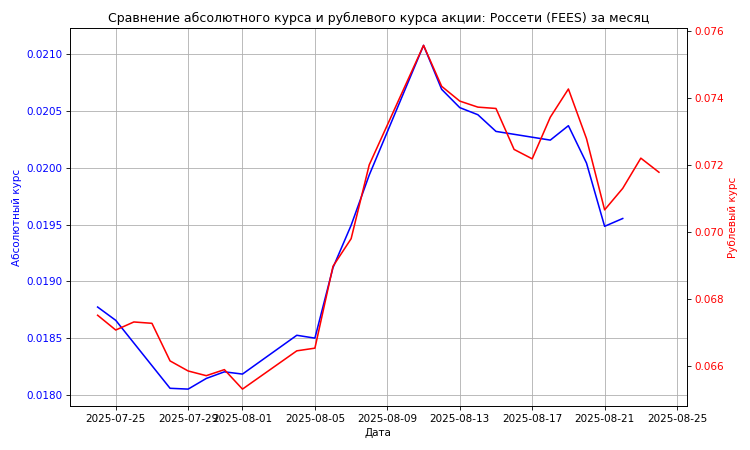 Сравнение абсолютного курса и рублевого курса акции: Россети (FEES) за месяц
0.0210
0.0205
0.0200
0.0195
0.0190
0.0185
0.0180
Абсолютный курс
0.076
0.074
0.072
0.070
0.068
0.066
Рублевый курс
2025-07-25 2025-07-29 2025-08-01 2025-08-05 2025-08-09 2025-08-13 2025-08-17 2025-08-21 2025-08-25
Дата